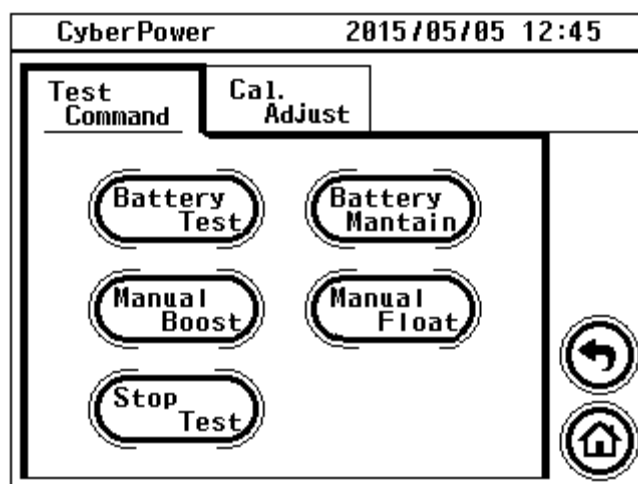 CyberPower 2015/05/05 12:45
Test
Command
Cal.
Adjust
Battery
Test
Battery
Mantain
Manual
Boost
Manual
Float
Stop
Test